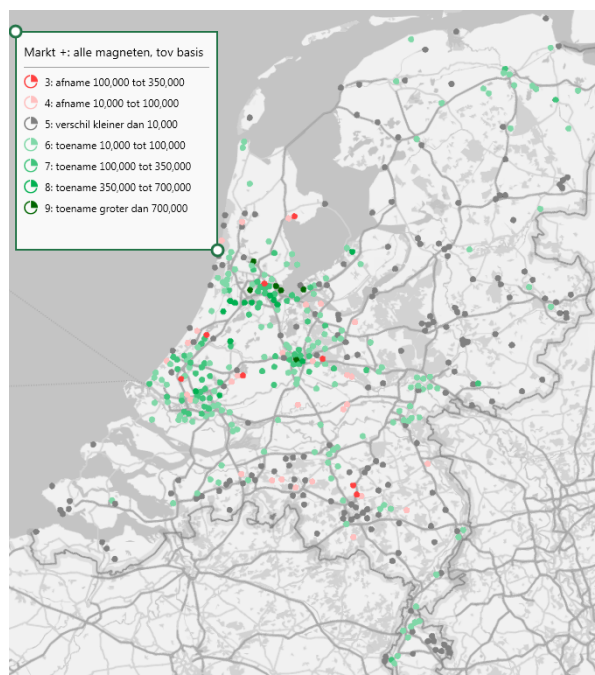 Markt +: alle magneten, tov basis
3: afname 100,000 tot 350,000
4: afname 10,000 tot 100,000
5: verschil kleiner dan 10,000
6: toename 10,000 tot 100,000
7: toename 100,000 tot 350,000
8: toename 350,000 tot 700,000
9: toename groter dan 700,000